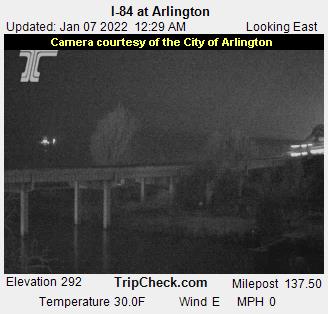 I-84 at Arlington
Updated: Jan 07 2022 12:29 AM Looking East
Camera courtesy of the City of Arlington
Elevation 292 TripCheck.com Milepost 137.50
Temperature 30.0F Wind E MPH 0